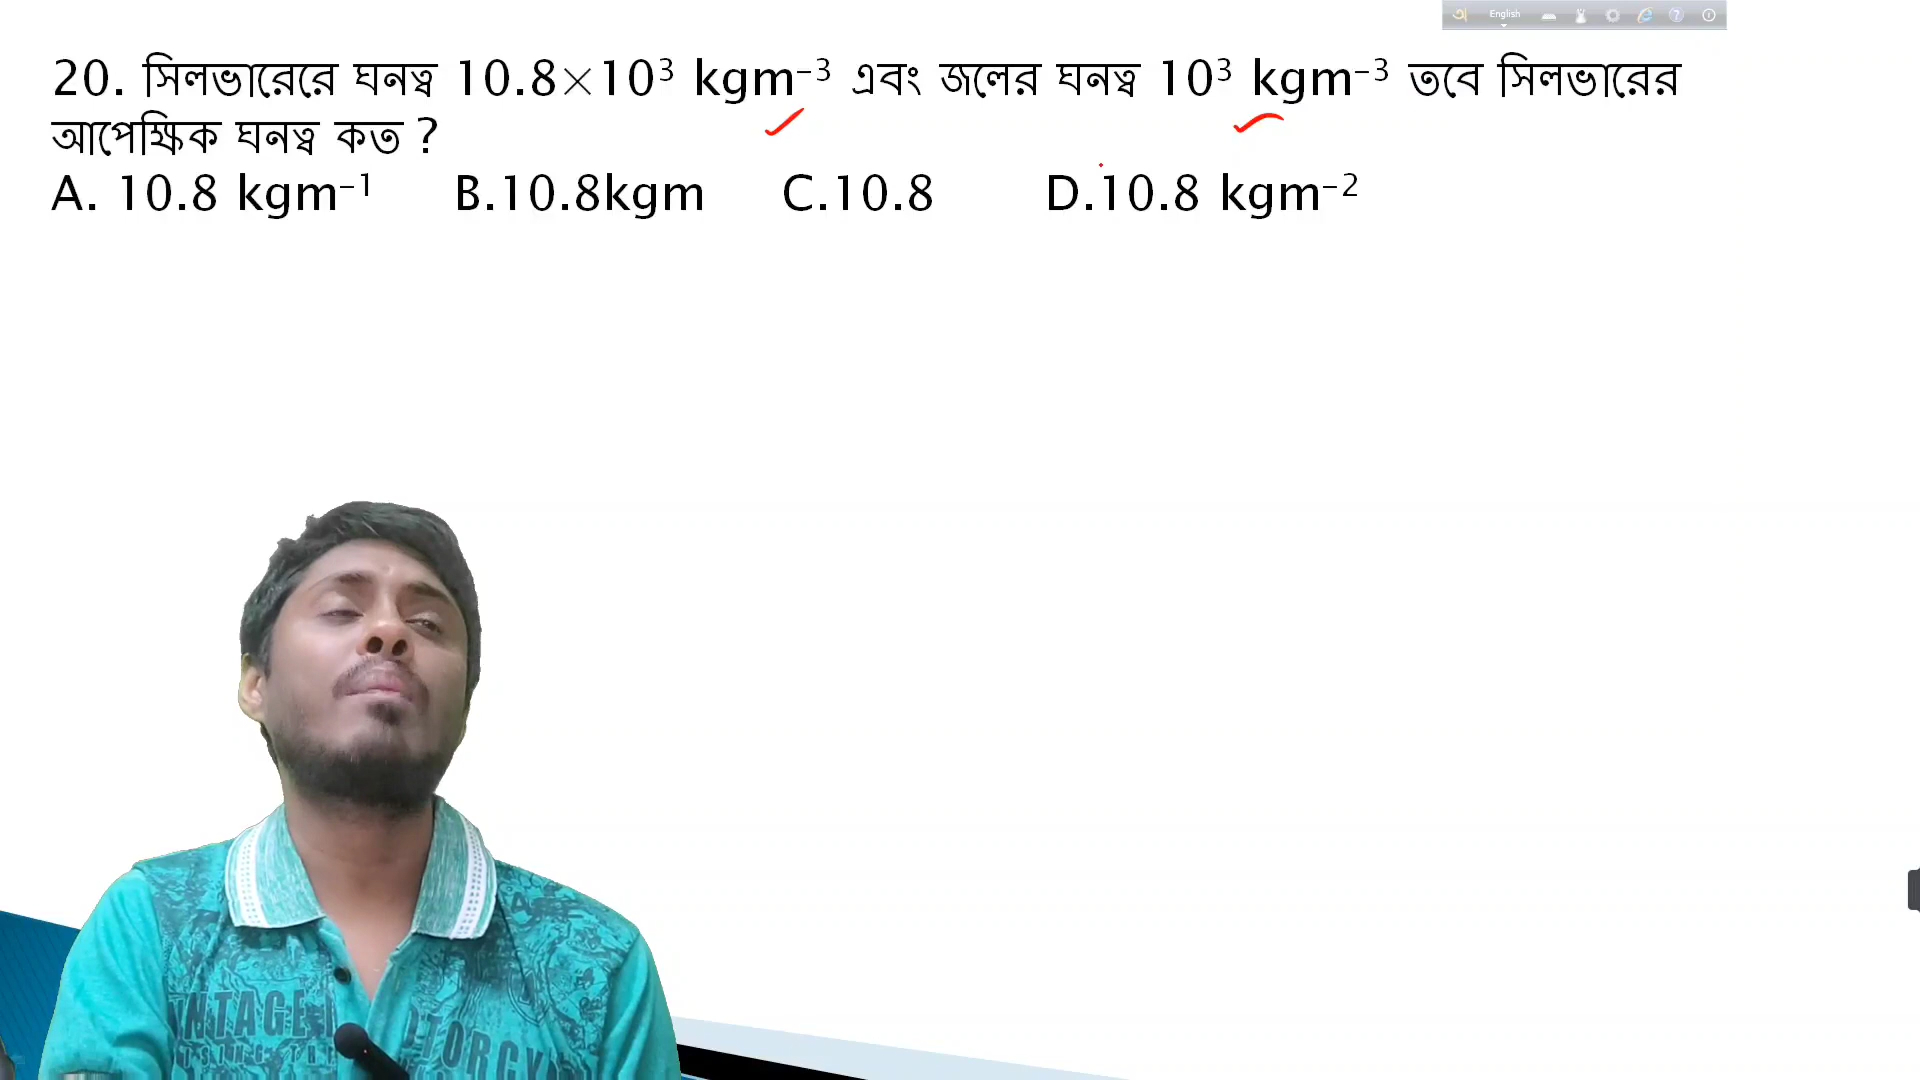 English
20. সিলভারেরে ঘনত্ব 10.8×10³ kgm⁻³ এবং জলের ঘনত্ব 10³ kgm⁻³ তবে সিলভারের
আপেক্ষিক ঘনত্ব কত ?
A. 10.8 kgm⁻¹ B.10.8kgm C.10.8 D.10.8 kgm⁻²